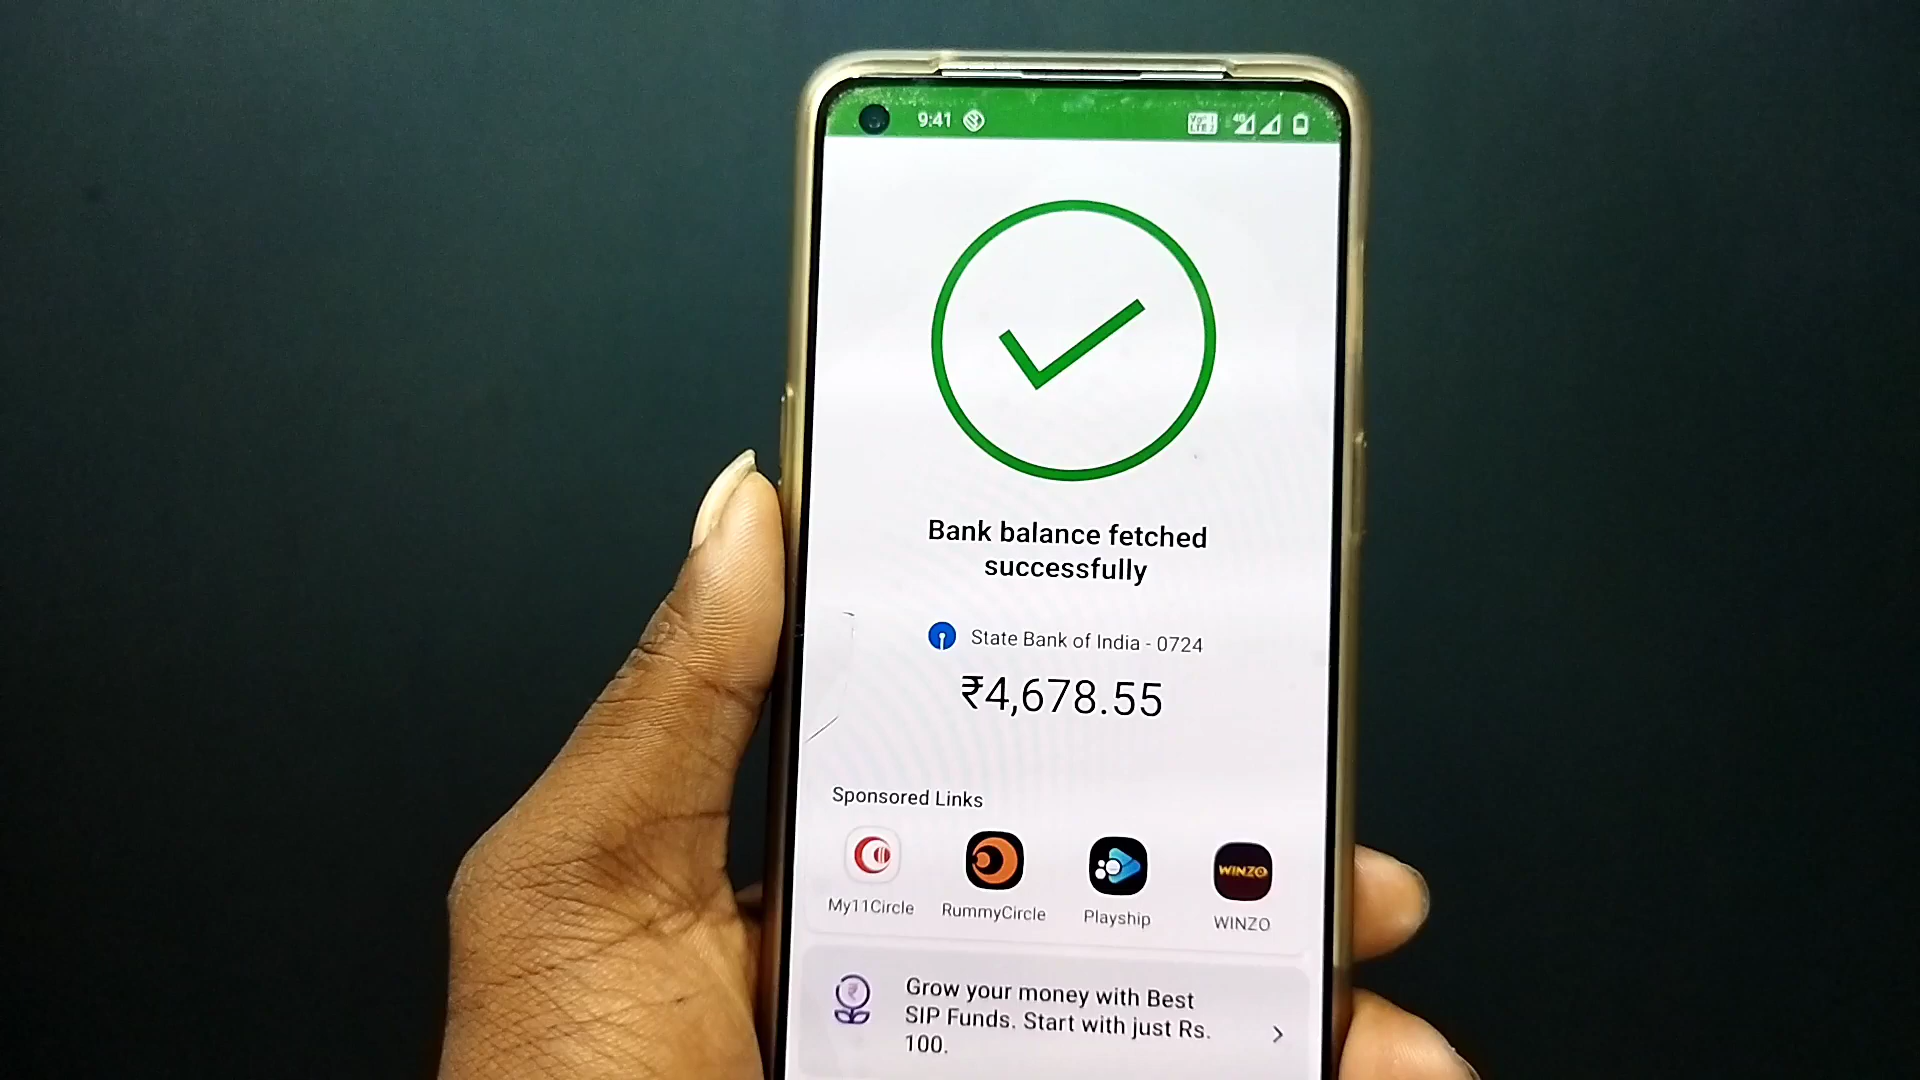 9:41
Bank balance fetched
successfully
State Bank of India - 0724
₹4,678.55
Sponsored Links
My11Circle RummyCircle Playship WINZO
WINZO
Grow your money with Best
SIP Funds. Start with just Rs.
100.